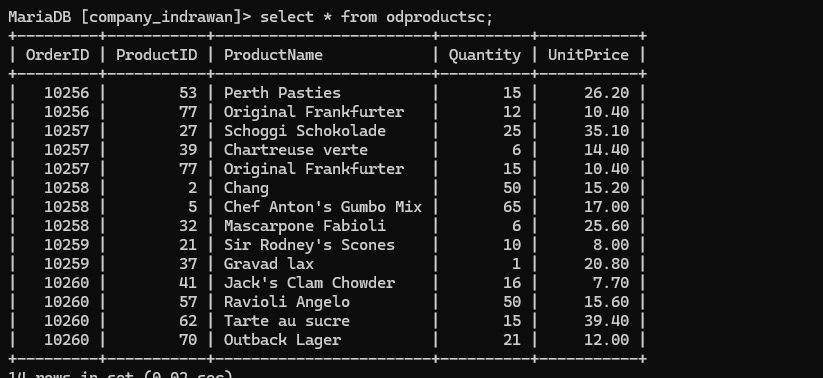 MariaDB [company_indrawan]> select * from odproductsc;
+---------+-----------+------------------------+----------+-----------+
| OrderID | ProductID | ProductName            | Quantity | UnitPrice |
+---------+-----------+------------------------+----------+-----------+
|   10256 |        53 | Perth Pasties          |       15 |     26.20 |
|   10256 |        77 | Original Frankfurter   |       12 |     10.40 |
|   10257 |        27 | Schoggi Schokolade     |       25 |     35.10 |
|   10257 |        39 | Chartreuse verte       |        6 |     14.40 |
|   10257 |        77 | Original Frankfurter   |       15 |     10.40 |
|   10258 |         2 | Chang                  |       50 |     15.20 |
|   10258 |         5 | Chef Anton's Gumbo Mix |       65 |     17.00 |
|   10258 |        32 | Mascarpone Fabioli     |        6 |     25.60 |
|   10259 |        21 | Sir Rodney's Scones    |       10 |      8.00 |
|   10259 |        37 | Gravad lax             |        1 |     20.80 |
|   10260 |        41 | Jack's Clam Chowder    |       16 |      7.70 |
|   10260 |        57 | Ravioli Angelo         |       50 |     15.60 |
|   10260 |        62 | Tarte au sucre         |       15 |     39.40 |
|   10260 |        70 | Outback Lager          |       21 |     12.00 |
+---------+-----------+------------------------+----------+-----------+
14 rows in set (0.02 sec)